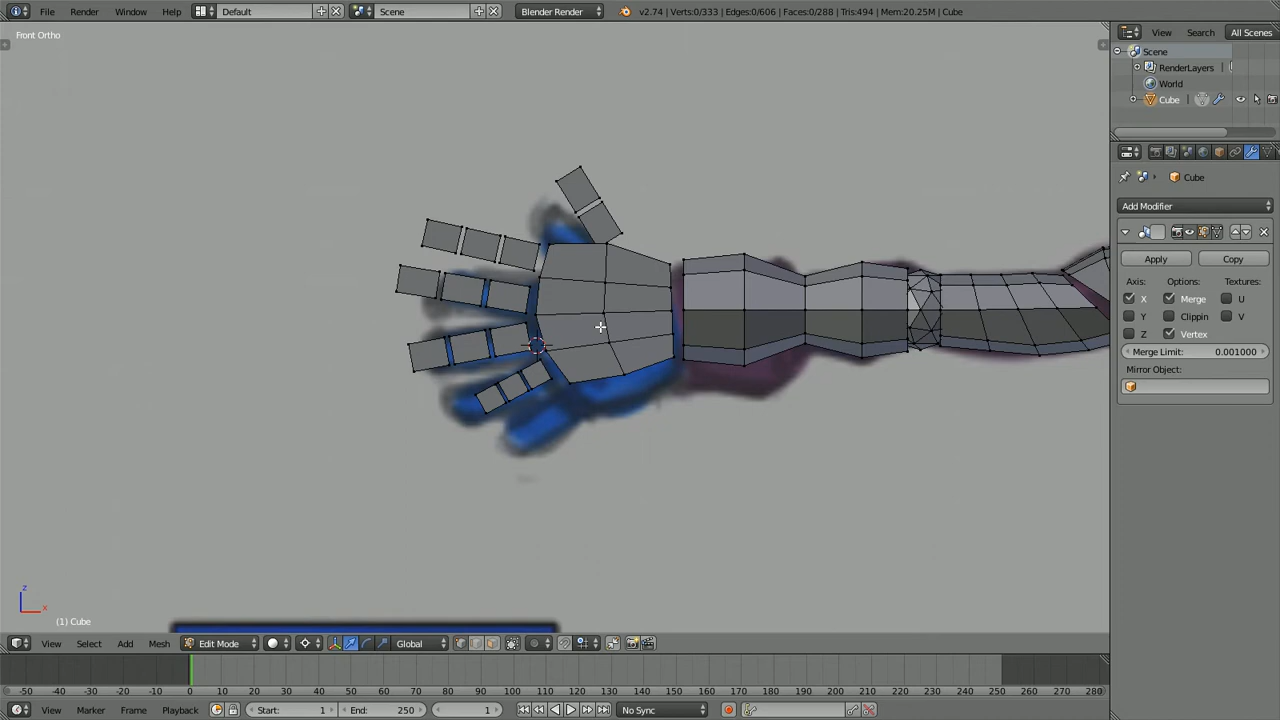 File Render Window Help Default Scene Blender Render v2.74 | Verts:0/333 | Edges:0/606 | Faces:0/288 | Tris:494 | Mem:20.25M | Cube
Front Ortho
View Search All Scenes
Scene
RenderLayers
World
Cube
Cube
Add Modifier
Apply Copy
Axis: Options: Textures:
X Merge U
Y Clippin V
Z Vertex
Merge Limit: 0.001000
Mirror Object:
z
x
(1) Cube
View Select Add Mesh Edit Mode Global
-50 -40 -30 -20 -10 0 10 20 30 40 50 60 70 80 90 100 110 120 130 140 150 160 170 180 190 200 210 220 230 240 250 260 270 280
View Marker Frame Playback Start: 1 End: 250 1 No Sync